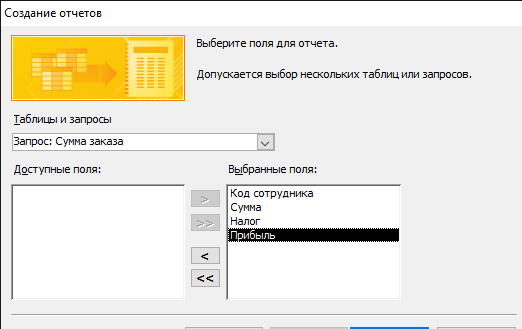 Создание отчетов
Выберите поля для отчета.
Допускается выбор нескольких таблиц или запросов.
Таблицы и запросы
Запрос: Сумма заказа
Доступные поля:
Выбранные поля:
>
>>
<
<<
Код сотрудника
Сумма
Налог
Прибыль